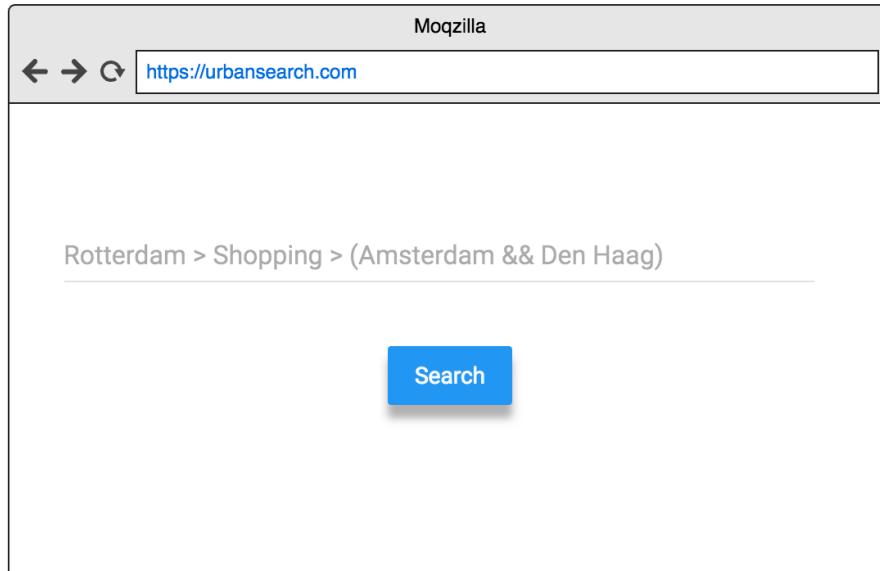 Moqzilla
https://urbansearch.com
Rotterdam > Shopping > (Amsterdam && Den Haag)
Search